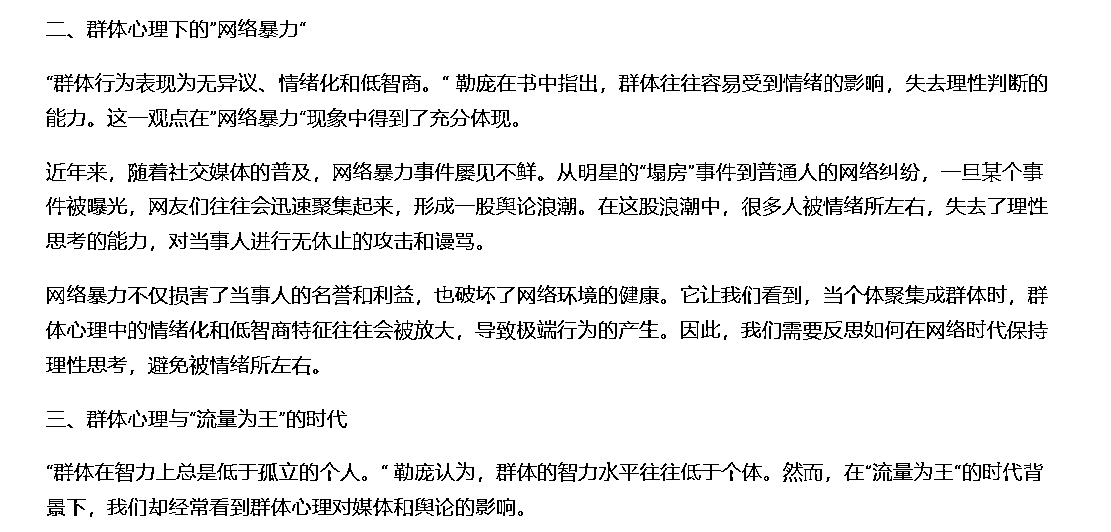 二、群体心理下的"网络暴力"
"群体行为表现为无异议、情绪化和低智商。" 勒庞在书中指出，群体往往容易受到情绪的影响，失去理性判断的
能力。这一观点在"网络暴力"现象中得到了充分体现。
近年来，随着社交媒体的普及，网络暴力事件屡见不鲜。从明星的"塌房"事件到普通人的网络纠纷，一旦某个事
件被曝光，网友们往往会迅速聚集起来，形成一股舆论浪潮。在这股浪潮中，很多人被情绪所左右，失去了理性
思考的能力，对当事人进行无休止的攻击和谩骂。
网络暴力不仅损害了当事人的名誉和利益，也破坏了网络环境的健康。它让我们看到，当个体聚集成群体时，群
体心理中的情绪化和低智商特征往往会被放大，导致极端行为的产生。因此，我们需要反思如何在网络时代保持
理性思考，避免被情绪所左右。
三、群体心理与"流量为王"的时代
"群体在智力上总是低于孤立的个人。" 勒庞认为，群体的智力水平往往低于个体。然而，在"流量为王"的时代背
景下，我们却经常看到群体心理对媒体和舆论的影响。